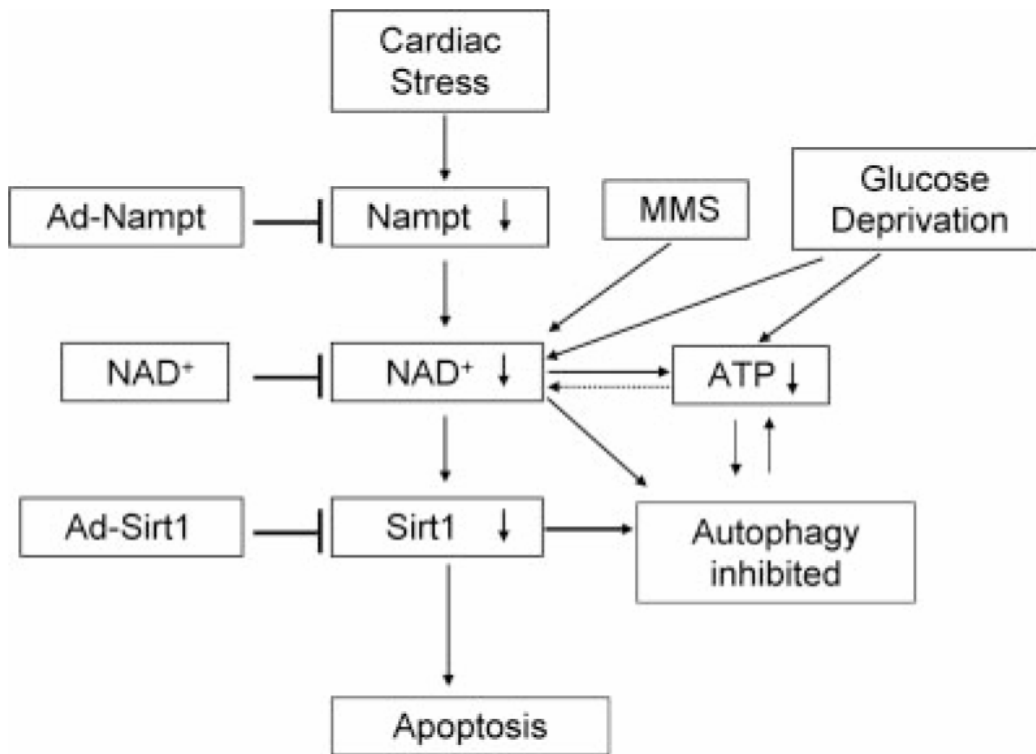 Cardiac
Stress
Ad-Nampt
Nampt ↓
MMS
Glucose
Deprivation
NAD⁺
NAD⁺ ↓
ATP ↓
Ad-Sirt1
Sirt1 ↓
Autophagy
inhibited
Apoptosis